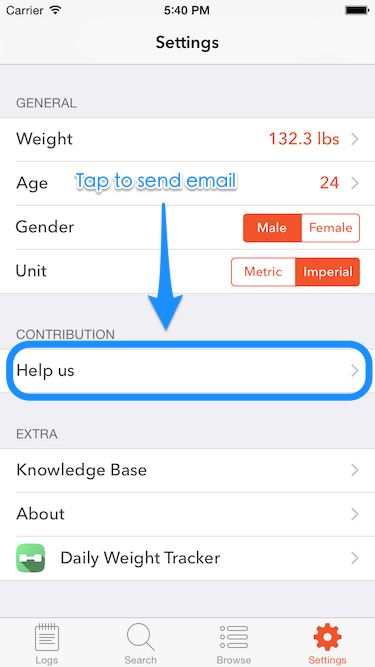 Carrier 5:40 PM
Settings
GENERAL
Weight 132.3 lbs
Age Tap to send email 24
Gender Male Female
Unit Metric Imperial
CONTRIBUTION
Help us
EXTRA
Knowledge Base
About
Daily Weight Tracker
Logs Search Browse Settings